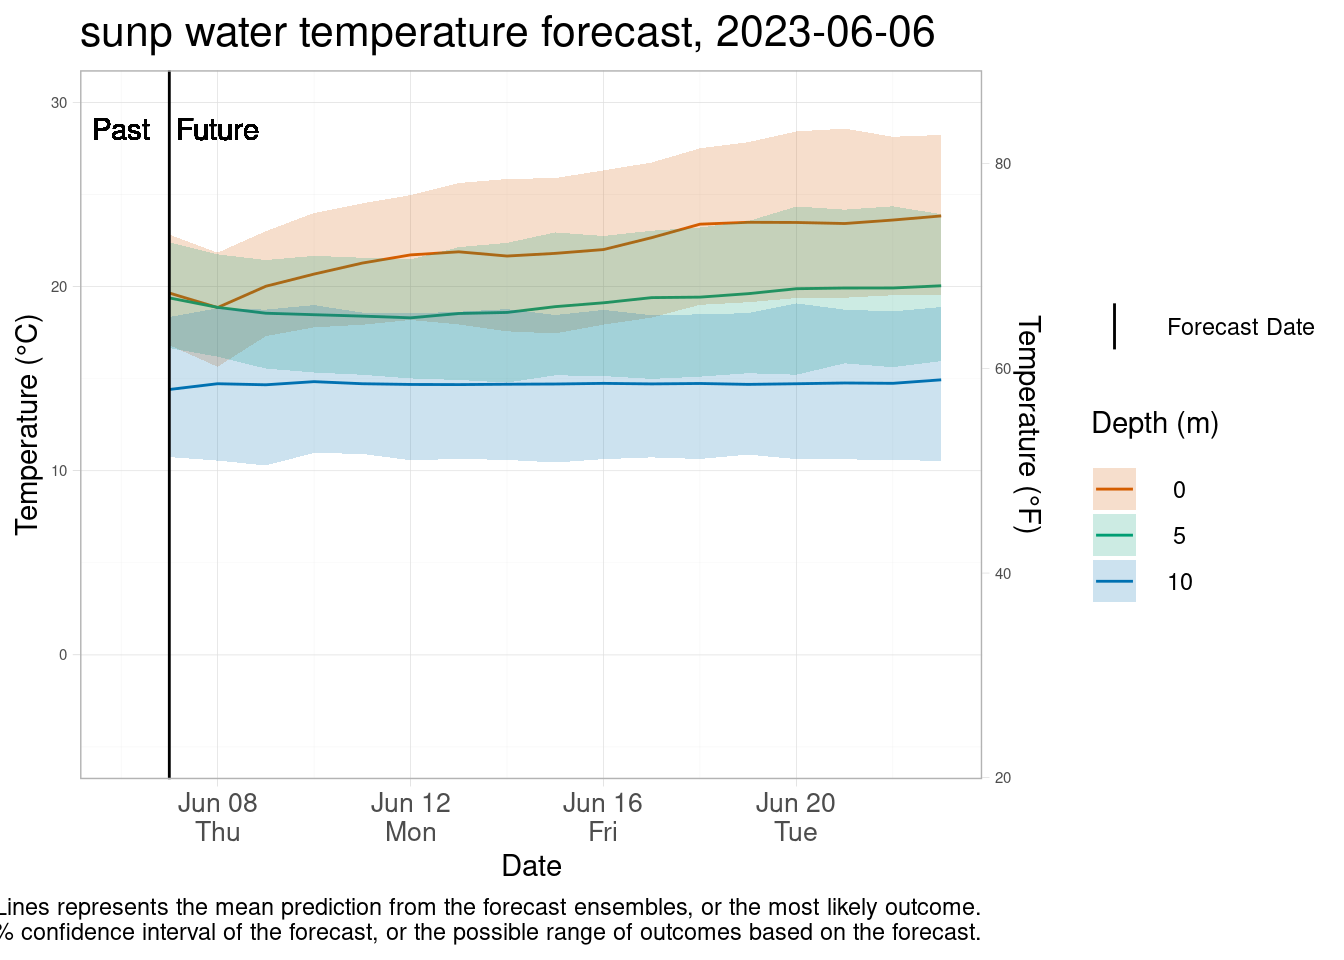 sunp water temperature forecast, 2023-06-06
30
20
10
0
Temperature (°C)
Past
Future
80
60
40
20
Temperature (°F)
Jun 08
Thu
Jun 12
Mon
Jun 16
Fri
Jun 20
Tue
Date
Forecast Date
Depth (m)
0
5
10
Lines represents the mean prediction from the forecast ensembles, or the most likely outcome.
% confidence interval of the forecast, or the possible range of outcomes based on the forecast.